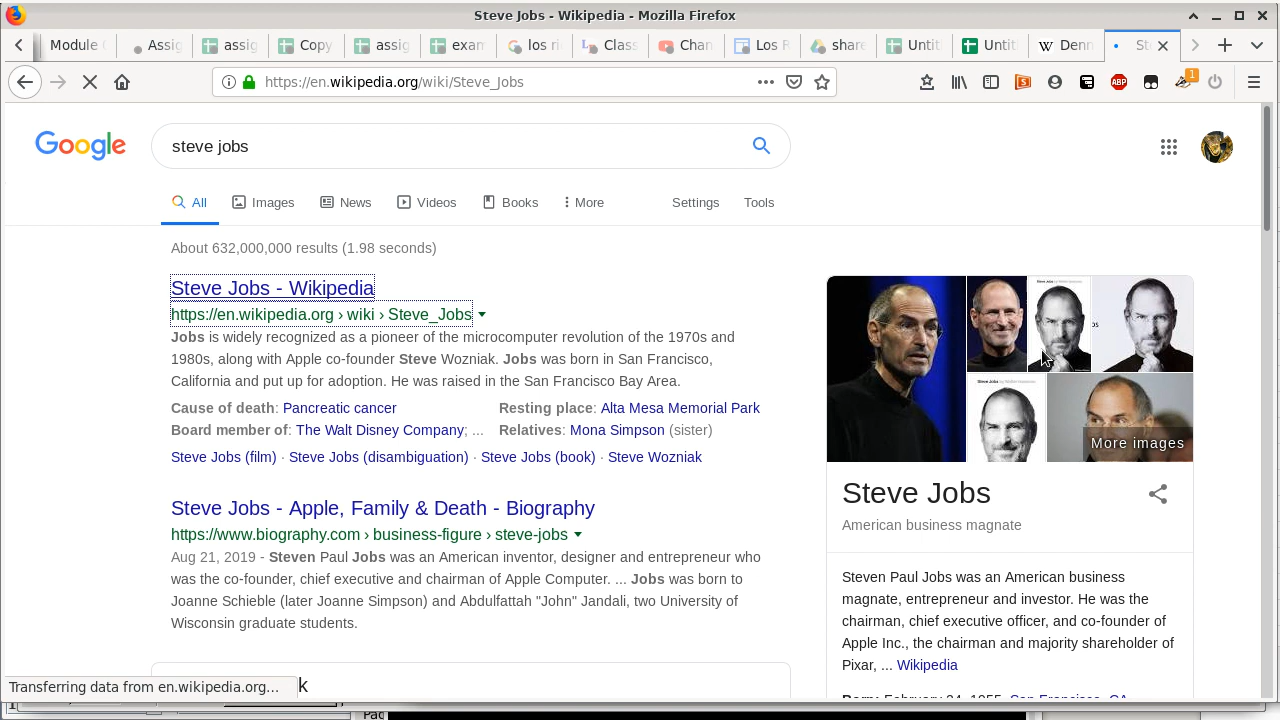 Steve Jobs - Wikipedia - Mozilla Firefox
Module
Assig
assig
Copy
assig
exam
los ri
Class
Chan
Los R
share
Untit
Untit
Denn
St
https://en.wikipedia.org/wiki/Steve_Jobs
ABP
1
Google
steve jobs
All
Images
News
Videos
Books
More
Settings
Tools
About 632,000,000 results (1.98 seconds)
Steve Jobs - Wikipedia
https://en.wikipedia.org › wiki › Steve_Jobs
Jobs is widely recognized as a pioneer of the microcomputer revolution of the 1970s and
1980s, along with Apple co-founder Steve Wozniak. Jobs was born in San Francisco,
California and put up for adoption. He was raised in the San Francisco Bay Area.
Cause of death: Pancreatic cancer
Resting place: Alta Mesa Memorial Park
Board member of: The Walt Disney Company; ...
Relatives: Mona Simpson (sister)
Steve Jobs (film) · Steve Jobs (disambiguation) · Steve Jobs (book) · Steve Wozniak
Steve Jobs - Apple, Family & Death - Biography
https://www.biography.com › business-figure › steve-jobs
Aug 21, 2019 - Steven Paul Jobs was an American inventor, designer and entrepreneur who
was the co-founder, chief executive and chairman of Apple Computer. ... Jobs was born to
Joanne Schieble (later Joanne Simpson) and Abdulfattah "John" Jandali, two University of
Wisconsin graduate students.
More images
Steve Jobs
American business magnate
Steven Paul Jobs was an American business
magnate, entrepreneur and investor. He was the
chairman, chief executive officer, and co-founder of
Apple Inc., the chairman and majority shareholder of
Pixar, ... Wikipedia
Born: February 24, 1955, San Francisco, CA
Transferring data from en.wikipedia.org...
k